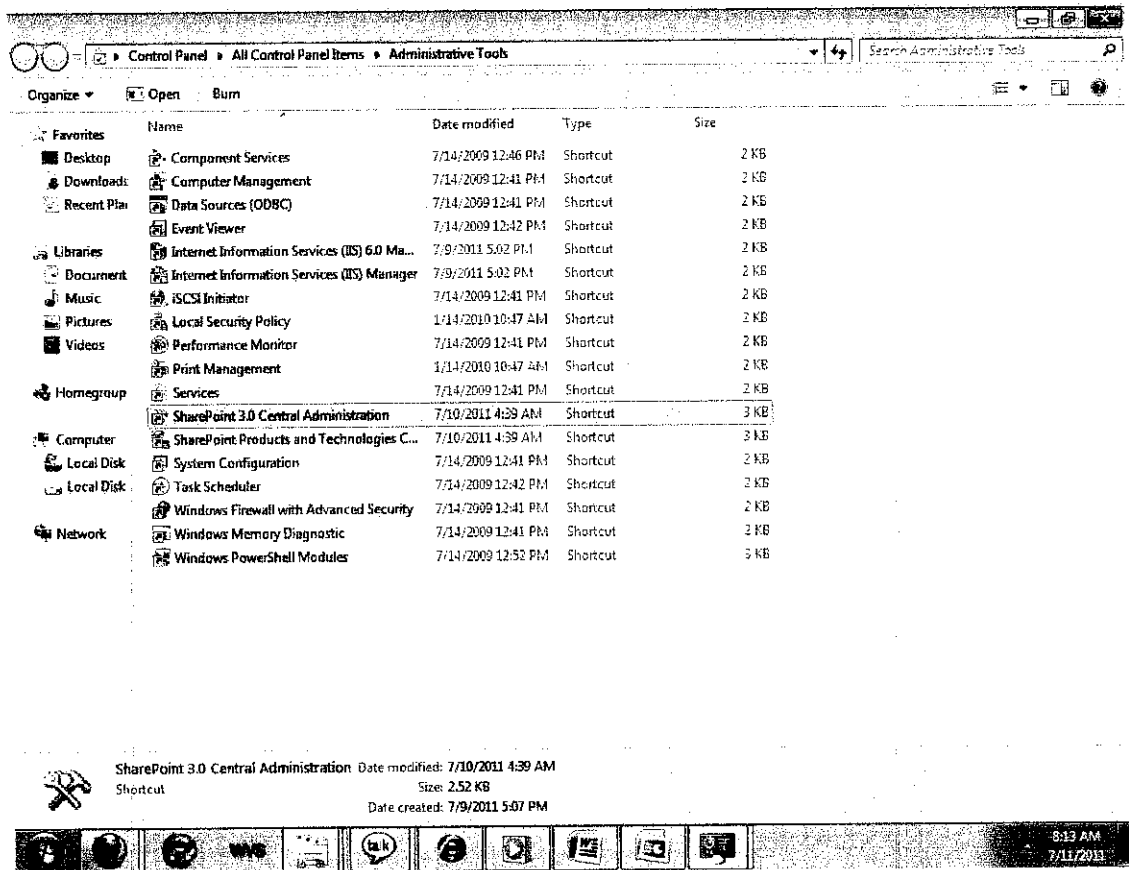 Control Panel ▸ All Control Panel Items ▸ Administrative Tools Search Administrative Tools
Organize Open Burn
Name Date modified Type Size
Favorites
Desktop Component Services 7/14/2009 12:46 PM Shortcut 2 KB
Downloads Computer Management 7/14/2009 12:41 PM Shortcut 2 KB
Recent Plac Data Sources (ODBC) 7/14/2009 12:41 PM Shortcut 2 KB
Event Viewer 7/14/2009 12:42 PM Shortcut 2 KB
Libraries Internet Information Services (IIS) 6.0 Ma... 7/9/2011 5:02 PM Shortcut 2 KB
Document Internet Information Services (IIS) Manager 7/9/2011 5:02 PM Shortcut 2 KB
Music iSCSI Initiator 7/14/2009 12:41 PM Shortcut 2 KB
Pictures Local Security Policy 1/14/2010 10:47 AM Shortcut 2 KB
Videos Performance Monitor 7/14/2009 12:41 PM Shortcut 2 KB
Print Management 1/14/2010 10:47 AM Shortcut 2 KB
Homegroup Services 7/14/2009 12:41 PM Shortcut 2 KB
SharePoint 3.0 Central Administration 7/10/2011 4:39 AM Shortcut 3 KB
Computer SharePoint Products and Technologies C... 7/10/2011 4:39 AM Shortcut 3 KB
Local Disk System Configuration 7/14/2009 12:41 PM Shortcut 2 KB
Local Disk Task Scheduler 7/14/2009 12:42 PM Shortcut 2 KB
Windows Firewall with Advanced Security 7/14/2009 12:41 PM Shortcut 2 KB
Network Windows Memory Diagnostic 7/14/2009 12:41 PM Shortcut 2 KB
Windows PowerShell Modules 7/14/2009 12:52 PM Shortcut KB
SharePoint 3.0 Central Administration Date modified: 7/10/2011 4:39 AM
Shortcut Size: 2.52 KB
Date created: 7/9/2011 5:07 PM
talk
8:13 AM
7/11/2011